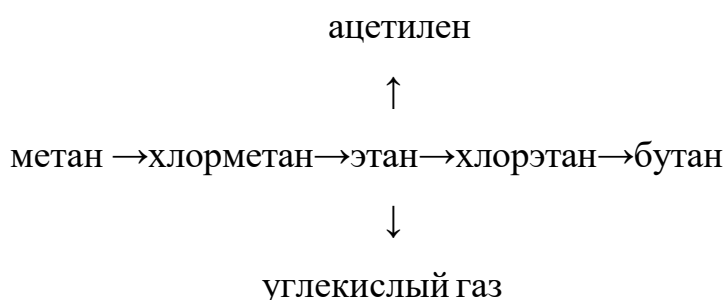 ацетилен
↑
метан →хлорметан→этан→хлорэтан→бутан
↓
углекислый газ